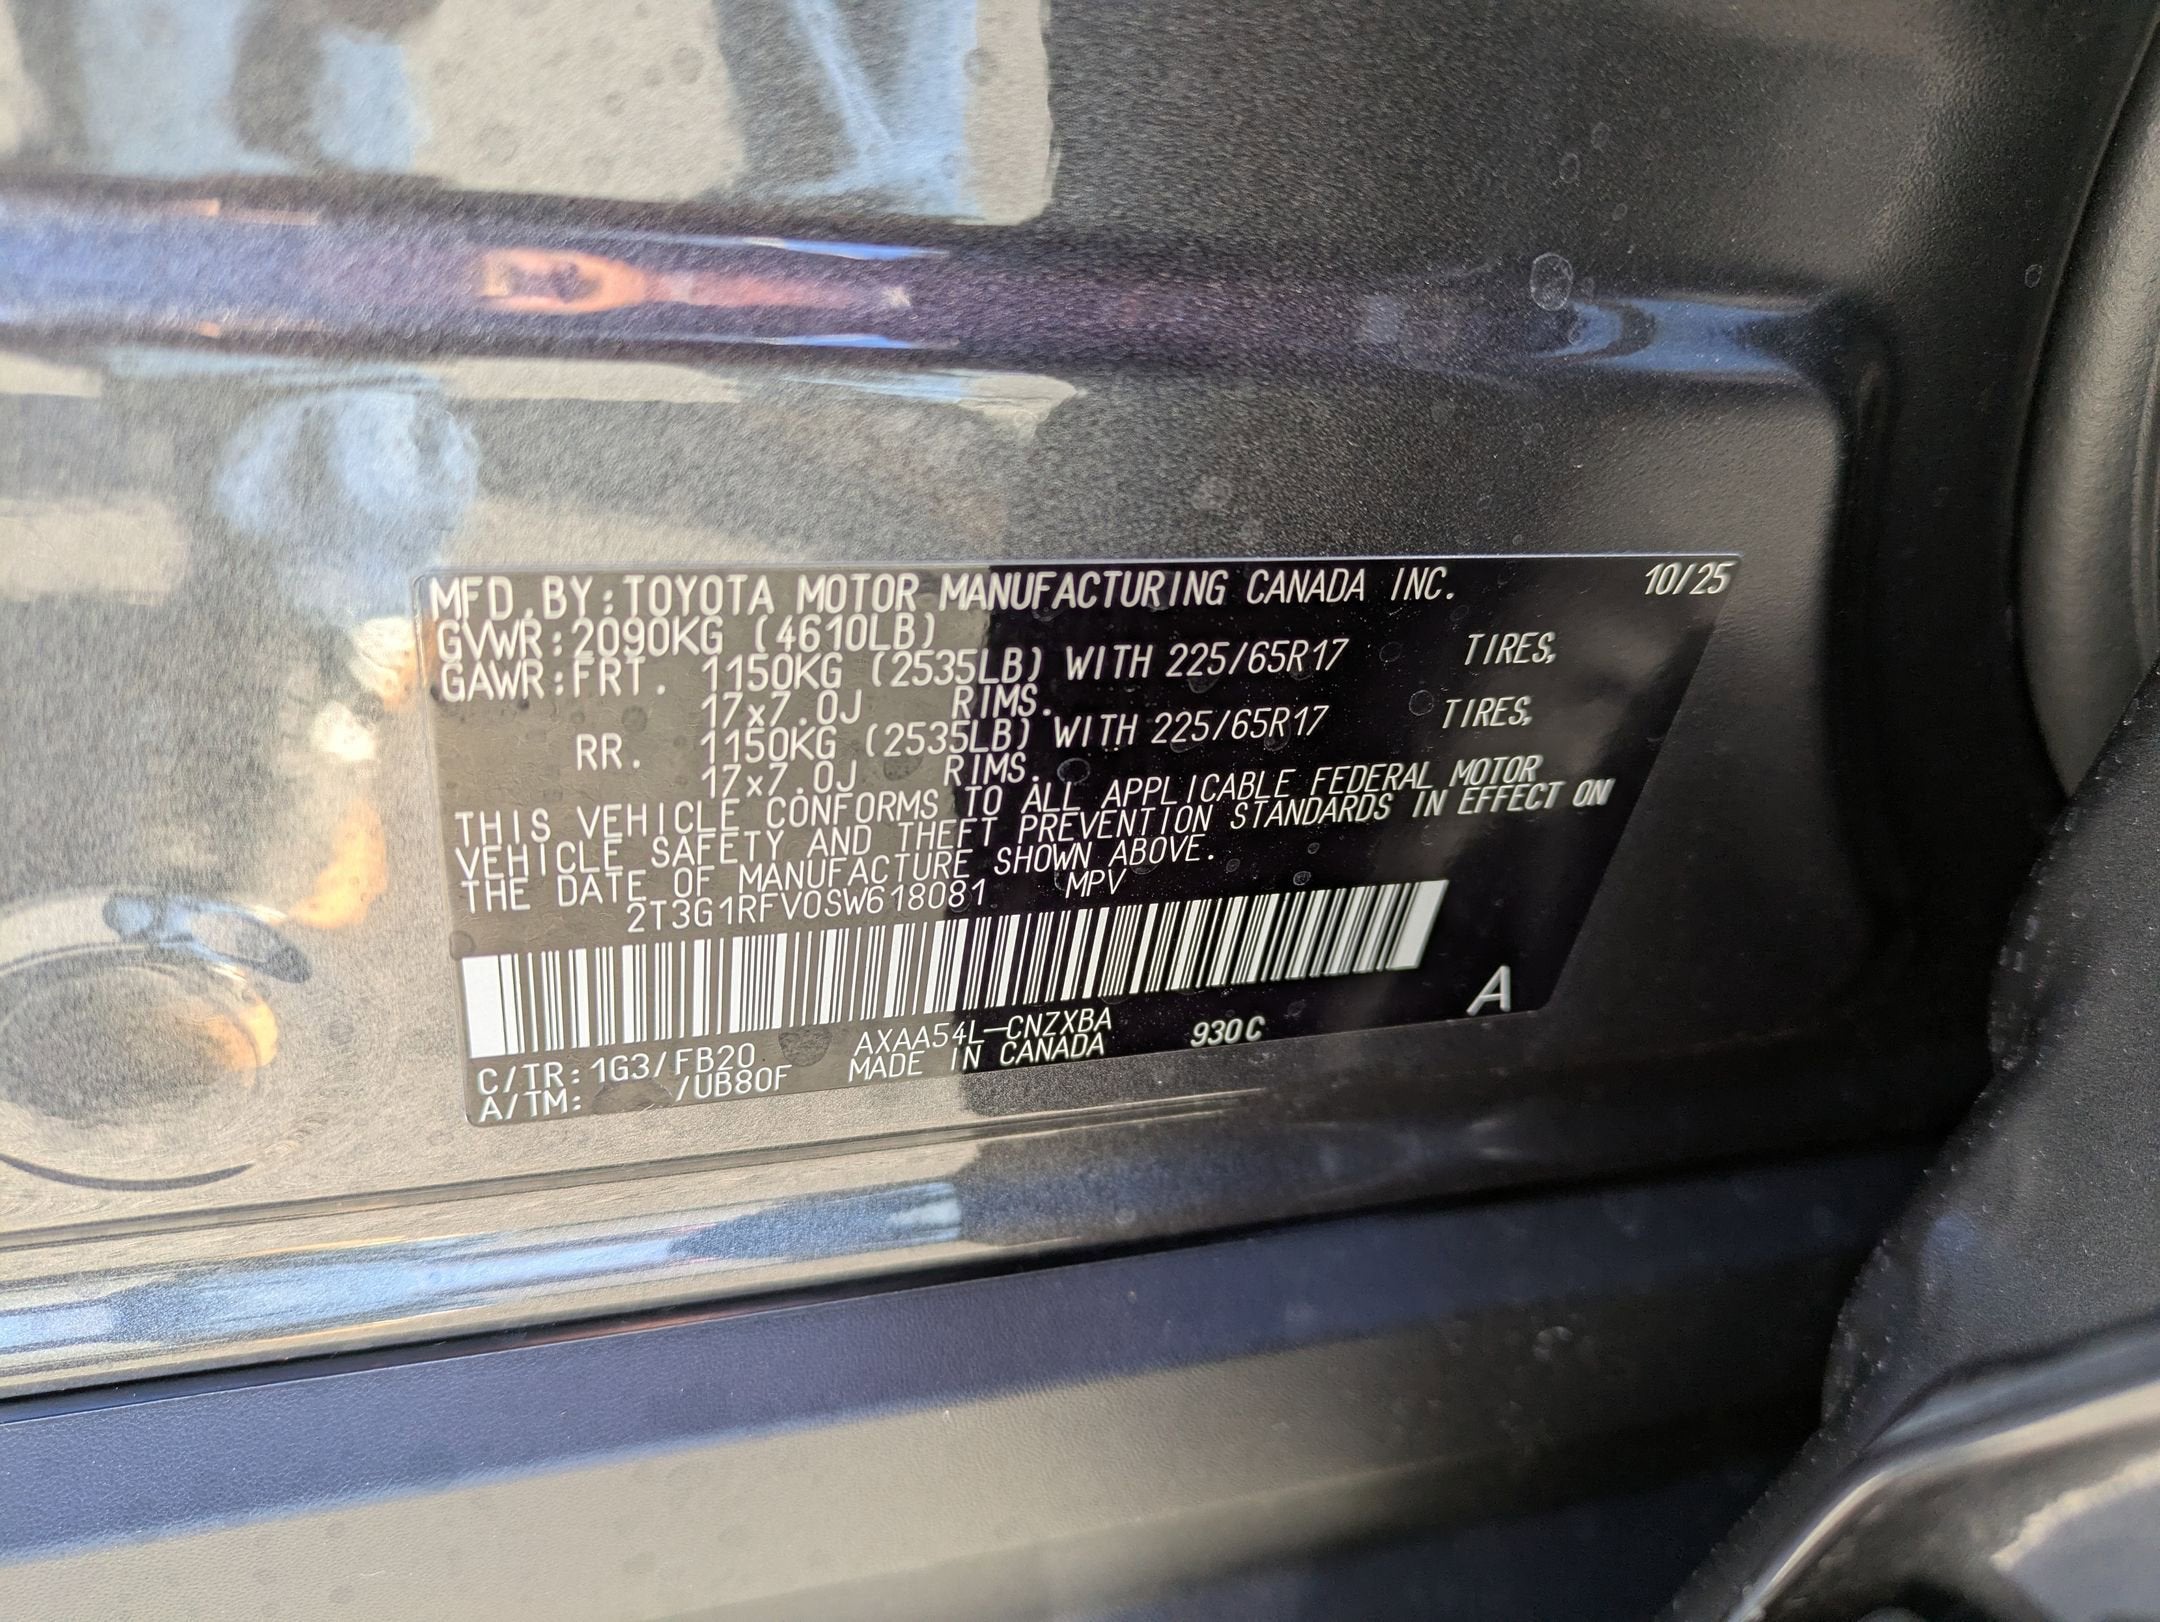 MFD.BY:TOYOTA MOTOR MANUFACTURING CANADA INC. 10/25
GVWR:2090KG (4610LB)
GAWR:FRT. 1150KG (2535LB) WITH 225/65R17 TIRES,
17x7.0J RIMS.
RR. 1150KG (2535LB) WITH 225/65R17 TIRES,
17x7.0J RIMS.
THIS VEHICLE CONFORMS TO ALL APPLICABLE FEDERAL MOTOR
VEHICLE SAFETY AND THEFT PREVENTION STANDARDS IN EFFECT ON
THE DATE OF MANUFACTURE SHOWN ABOVE.
2T3G1RFV0SW618081 MPV
A
C/TR:1G3/FB20 AXAA54L-CNZXBA 930C
A/TM: /UB80F MADE IN CANADA